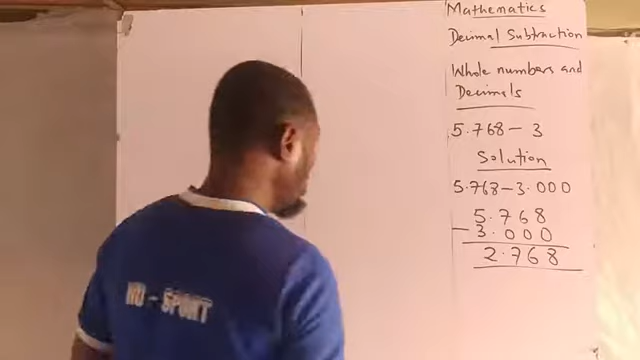 Mathematics
Decimal Subtraction
Whole numbers and
Decimals
5.768 - 3
Solution
5.768 - 3.000
5.768
- 3.000
2.768
- SPORT